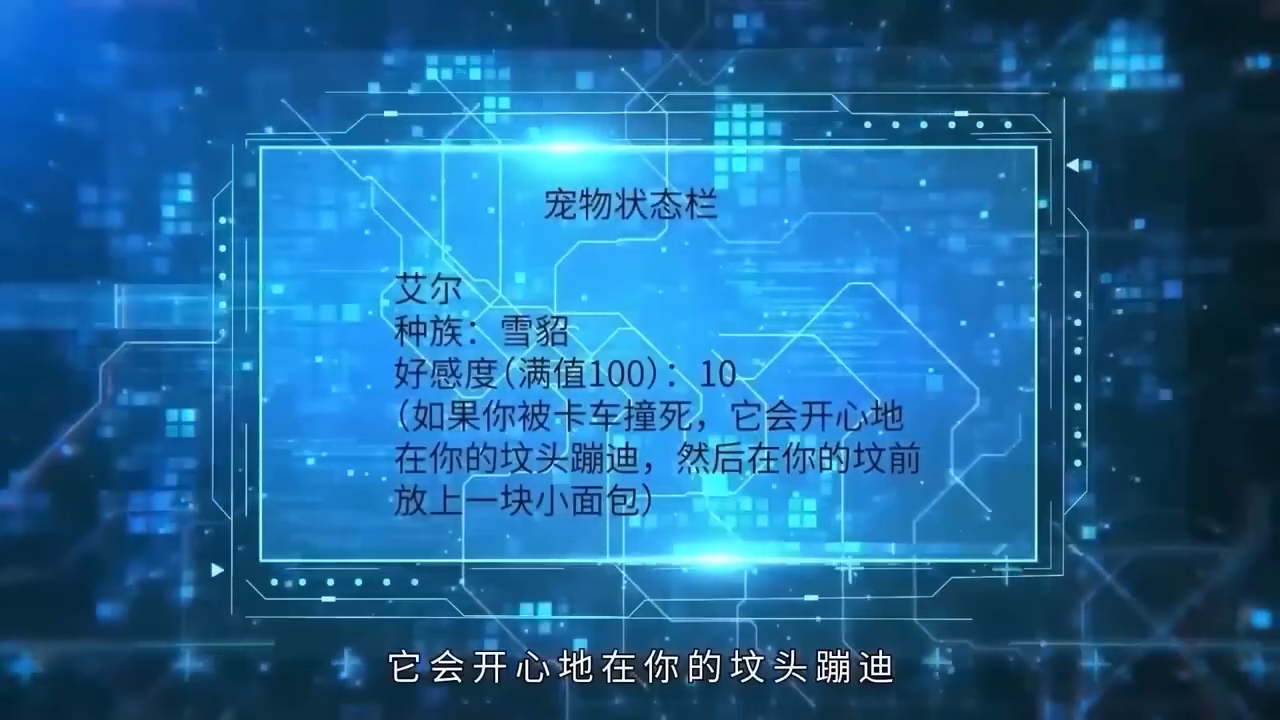 宠物状态栏
艾尔
种族：雪貂
好感度（满值100）：10
（如果你被卡车撞死，它会开心地
在你的坟头蹦迪，然后在你的坟前
放上一块小面包）
它会开心地在你的坟头蹦迪